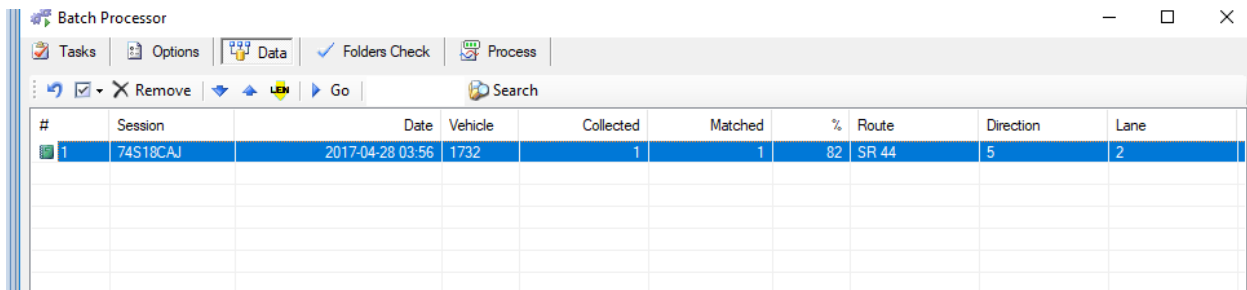 Batch Processor
Tasks Options Data Folders Check Process
Remove LEN Go Search
# Session Date Vehicle Collected Matched % Route Direction Lane
1 74S18CAJ 2017-04-28 03:56 1732 1 1 82 SR 44 5 2